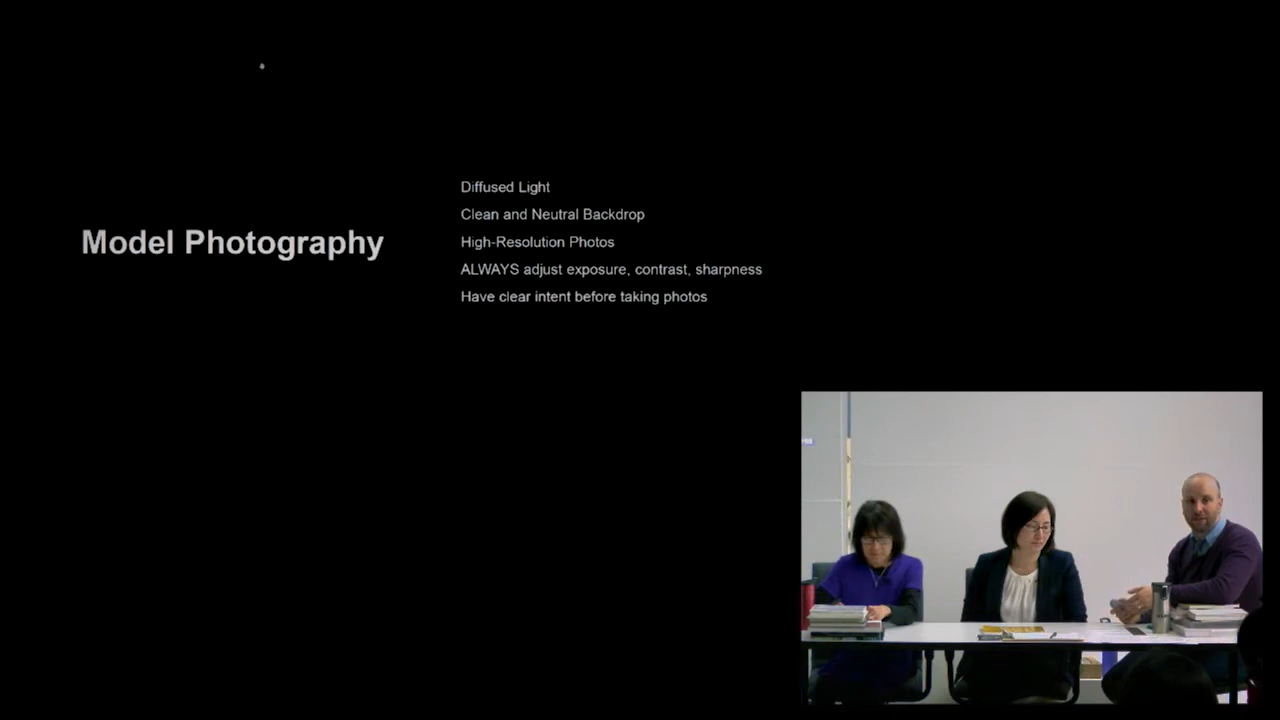 Model Photography
Diffused Light
Clean and Neutral Backdrop
High-Resolution Photos
ALWAYS adjust exposure, contrast, sharpness
Have clear intent before taking photos